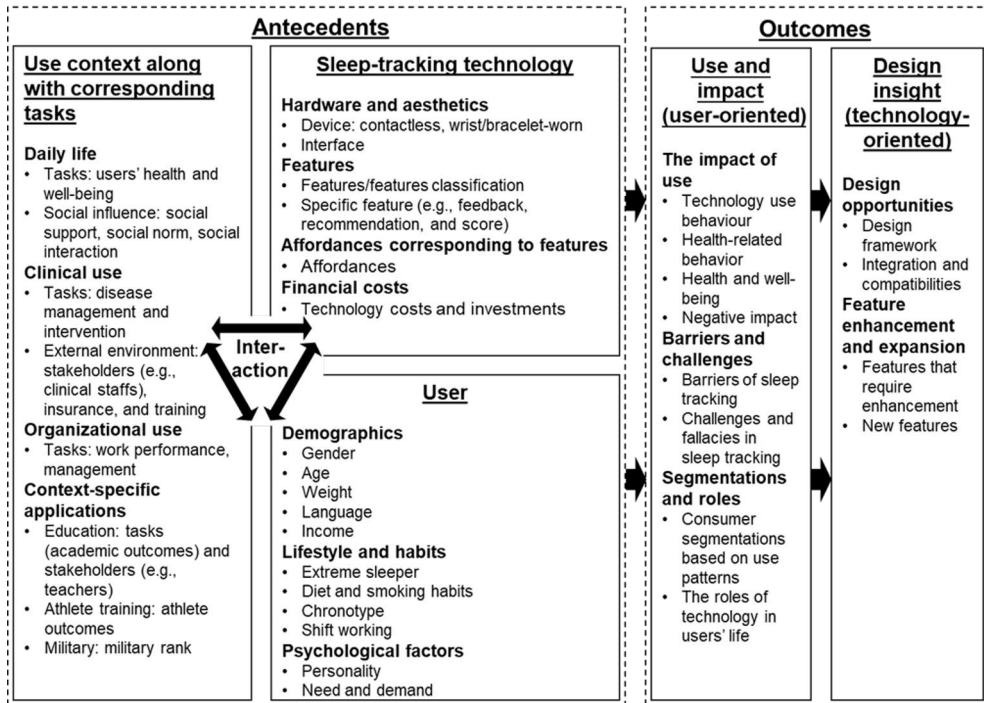 Antecedents
Use context along
with corresponding
tasks
Daily life
• Tasks: users' health and
well-being
• Social influence: social
support, social norm, social
interaction
Clinical use
• Tasks: disease
management and
intervention
• External environment:
stakeholders (e.g.,
clinical staffs),
insurance, and training
Organizational use
• Tasks: work performance,
management
Context-specific
applications
• Education: tasks
(academic outcomes) and
stakeholders (e.g.,
teachers)
• Athlete training: athlete
outcomes
• Military: military rank
Sleep-tracking technology
Hardware and aesthetics
• Device: contactless, wrist/bracelet-worn
• Interface
Features
• Features/features classification
• Specific feature (e.g., feedback,
recommendation, and score)
Affordances corresponding to features
• Affordances
Financial costs
• Technology costs and investments
Inter-
action
User
Demographics
• Gender
• Age
• Weight
• Language
• Income
Lifestyle and habits
• Extreme sleeper
• Diet and smoking habits
• Chronotype
• Shift working
Psychological factors
• Personality
• Need and demand
Outcomes
Use and
impact
(user-oriented)
The impact of
use
• Technology use
behaviour
• Health-related
behavior
• Health and well-
being
• Negative impact
Barriers and
challenges
• Barriers of sleep
tracking
• Challenges and
fallacies in
sleep tracking
Segmentations
and roles
• Consumer
segmentations
based on use
patterns
• The roles of
technology in
users' life
Design
insight
(technology-
oriented)
Design
opportunities
• Design
framework
• Integration and
compatibilities
Feature
enhancement
and expansion
• Features that
require
enhancement
• New features